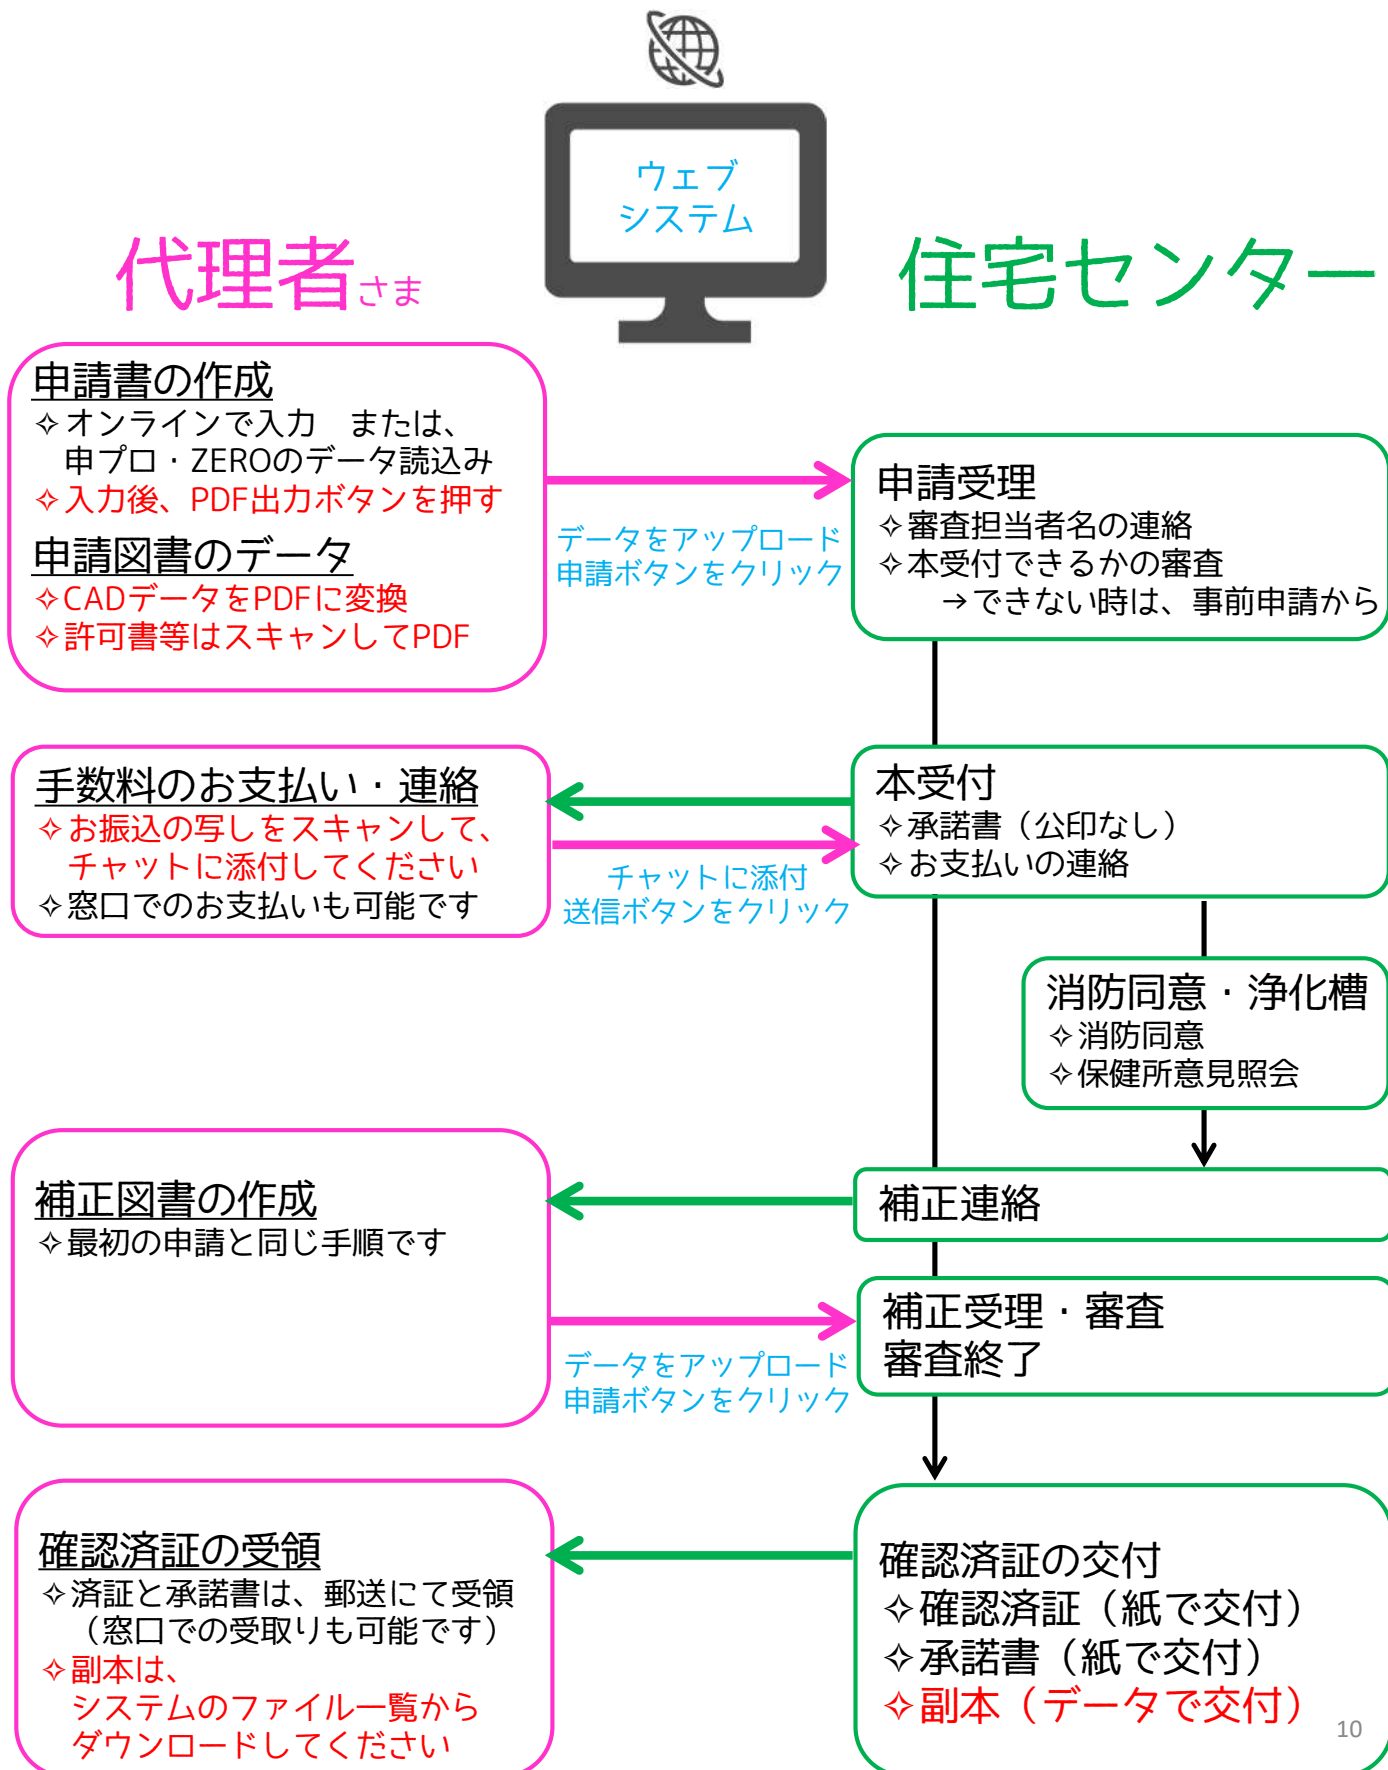 ウェブ
システム
代理者さま
住宅センター
申請書の作成
✧オンラインで入力　または、
申プロ・ZEROのデータ読込み
✧入力後、PDF出力ボタンを押す
申請図書のデータ
✧CADデータをPDFに変換
✧許可書等はスキャンしてPDF
データをアップロード
申請ボタンをクリック
申請受理
✧審査担当者名の連絡
✧本受付できるかの審査
→できない時は、事前申請から
手数料のお支払い・連絡
✧お振込の写しをスキャンして、
チャットに添付してください
✧窓口でのお支払いも可能です
チャットに添付
送信ボタンをクリック
本受付
✧承諾書（公印なし）
✧お支払いの連絡
消防同意・浄化槽
✧消防同意
✧保健所意見照会
補正図書の作成
✧最初の申請と同じ手順です
補正連絡
データをアップロード
申請ボタンをクリック
補正受理・審査
審査終了
確認済証の受領
✧済証と承諾書は、郵送にて受領
（窓口での受取りも可能です）
✧副本は、
システムのファイル一覧から
ダウンロードしてください
確認済証の交付
✧確認済証（紙で交付）
✧承諾書（紙で交付）
✧副本（データで交付）
10